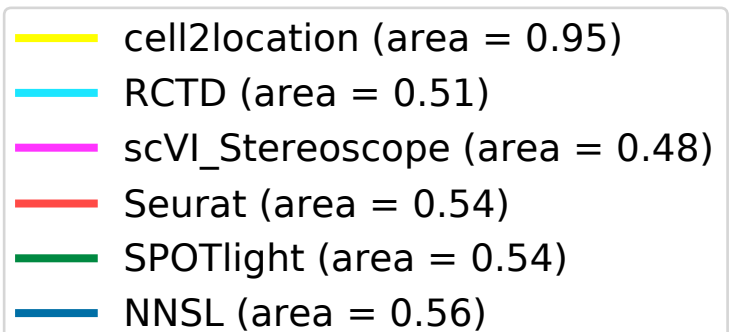 cell2location (area = 0.95)
RCTD (area = 0.51)
scVI_Stereoscope (area = 0.48)
Seurat (area = 0.54)
SPOTlight (area = 0.54)
NNSL (area = 0.56)